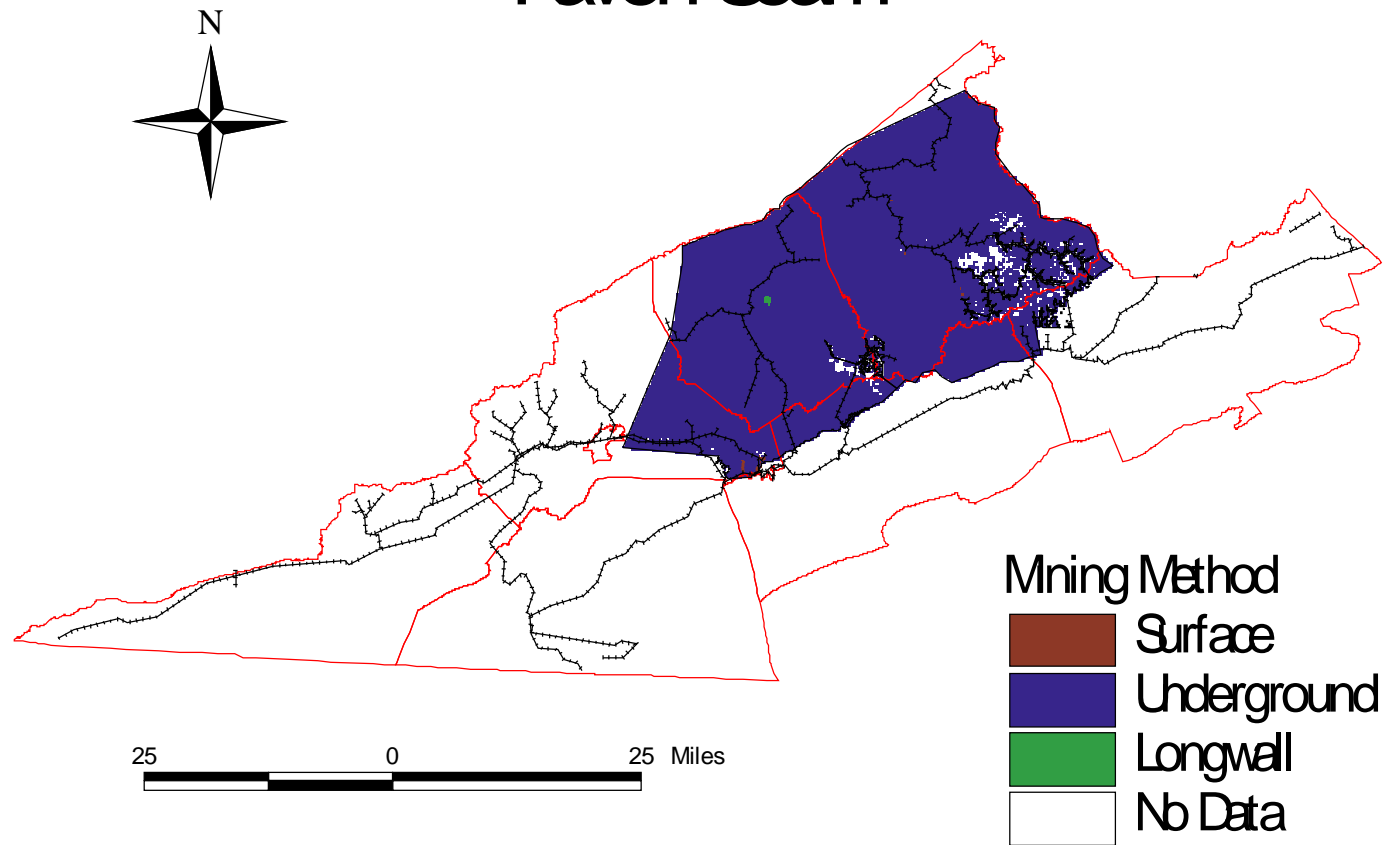 N
25 0 25 Miles
Mining Method
Surface
Underground
Longwall
No Data